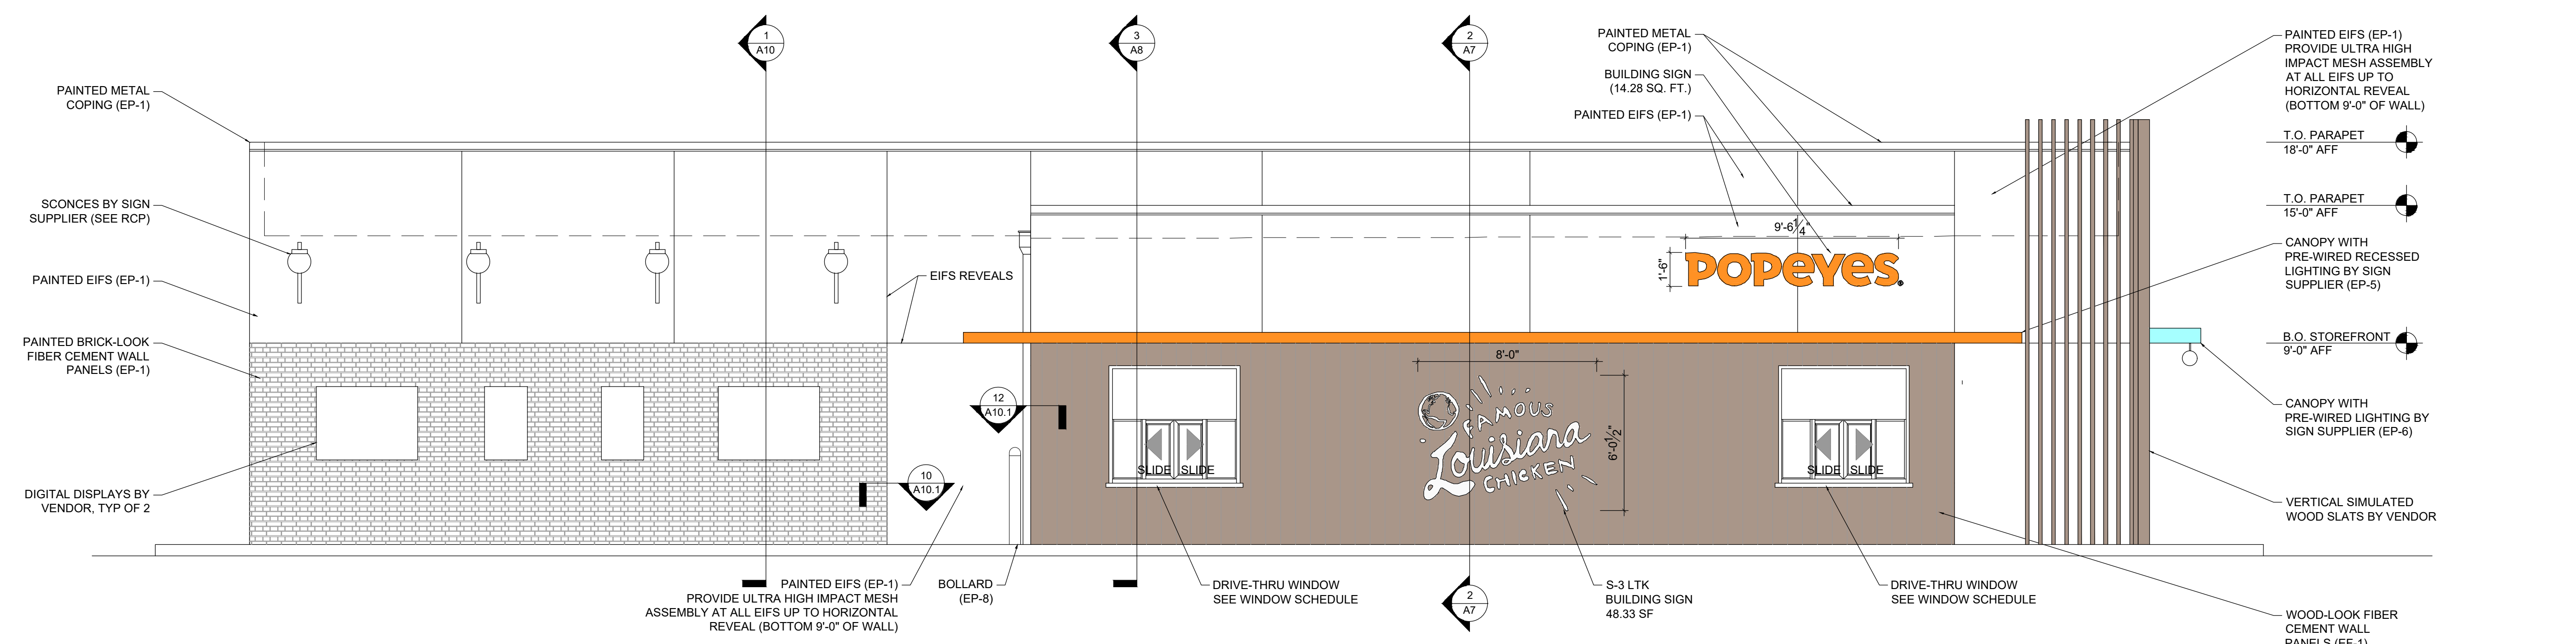 1
A10
3
A8
2
A7
PAINTED METAL
COPING (EP-1)
BUILDING SIGN
(14.28 SQ. FT.)
PAINTED EIFS (EP-1)
PAINTED EIFS (EP-1)
PROVIDE ULTRA HIGH
IMPACT MESH ASSEMBLY
AT ALL EIFS UP TO
HORIZONTAL REVEAL
(BOTTOM 9'-0" OF WALL)
PAINTED METAL
COPING (EP-1)
SCONCES BY SIGN
SUPPLIER (SEE RCP)
PAINTED EIFS (EP-1)
PAINTED BRICK-LOOK
FIBER CEMENT WALL
PANELS (EP-1)
DIGITAL DISPLAYS BY
VENDOR, TYP OF 2
EIFS REVEALS
9'-6 1/4"
1'-6"
POPEYES®
T.O. PARAPET
18'-0" AFF
T.O. PARAPET
15'-0" AFF
CANOPY WITH
PRE-WIRED RECESSED
LIGHTING BY SIGN
SUPPLIER (EP-5)
B.O. STOREFRONT
9'-0" AFF
CANOPY WITH
PRE-WIRED LIGHTING BY
SIGN SUPPLIER (EP-6)
VERTICAL SIMULATED
WOOD SLATS BY VENDOR
8'-0"
6'-0 1/2"
FAMOUS
Louisiana
CHICKEN
SLIDE SLIDE
SLIDE SLIDE
12
A10.1
10
A10.1
PAINTED EIFS (EP-1)
PROVIDE ULTRA HIGH IMPACT MESH
ASSEMBLY AT ALL EIFS UP TO HORIZONTAL
REVEAL (BOTTOM 9'-0" OF WALL)
BOLLARD
(EP-8)
DRIVE-THRU WINDOW
SEE WINDOW SCHEDULE
2
A7
S-3 LTK
BUILDING SIGN
48.33 SF
DRIVE-THRU WINDOW
SEE WINDOW SCHEDULE
WOOD-LOOK FIBER
CEMENT WALL
PANELS